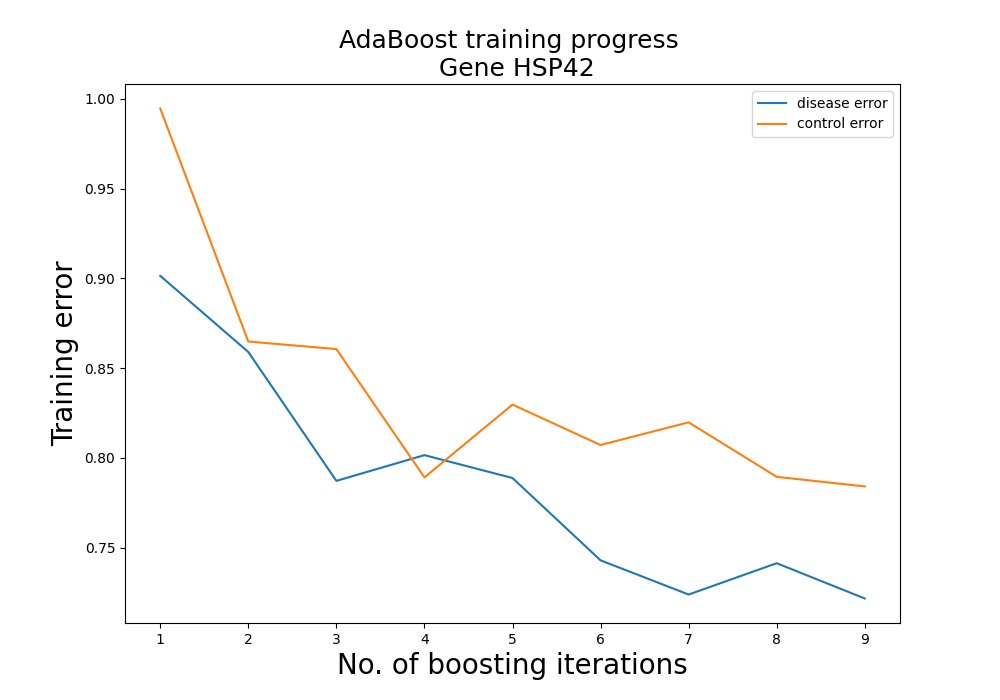 AdaBoost training progress
Gene HSP42
disease error
control error
1.00
0.95
0.90
0.85
0.80
0.75
Training error
1 2 3 4 5 6 7 8 9
No. of boosting iterations